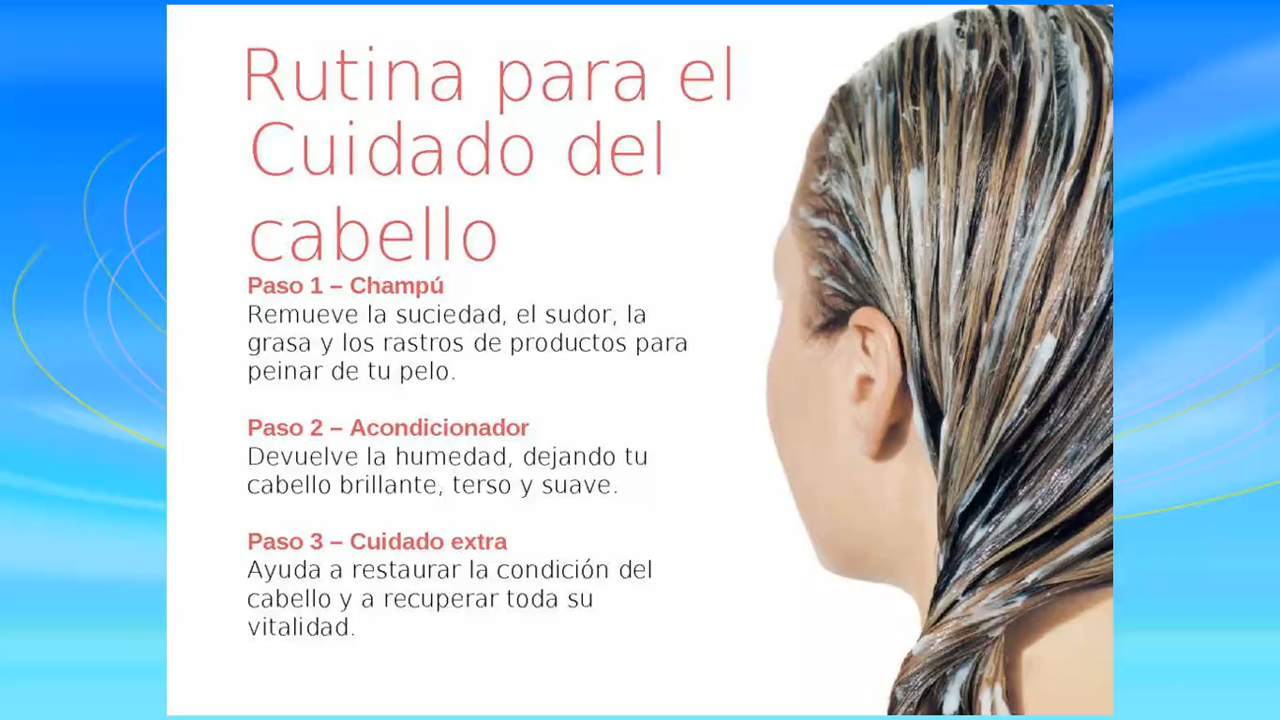 Rutina para el
Cuidado del
cabello
Paso 1 – Champú
Remueve la suciedad, el sudor, la
grasa y los rastros de productos para
peinar de tu pelo.
Paso 2 – Acondicionador
Devuelve la humedad, dejando tu
cabello brillante, terso y suave.
Paso 3 – Cuidado extra
Ayuda a restaurar la condición del
cabello y a recuperar toda su
vitalidad.